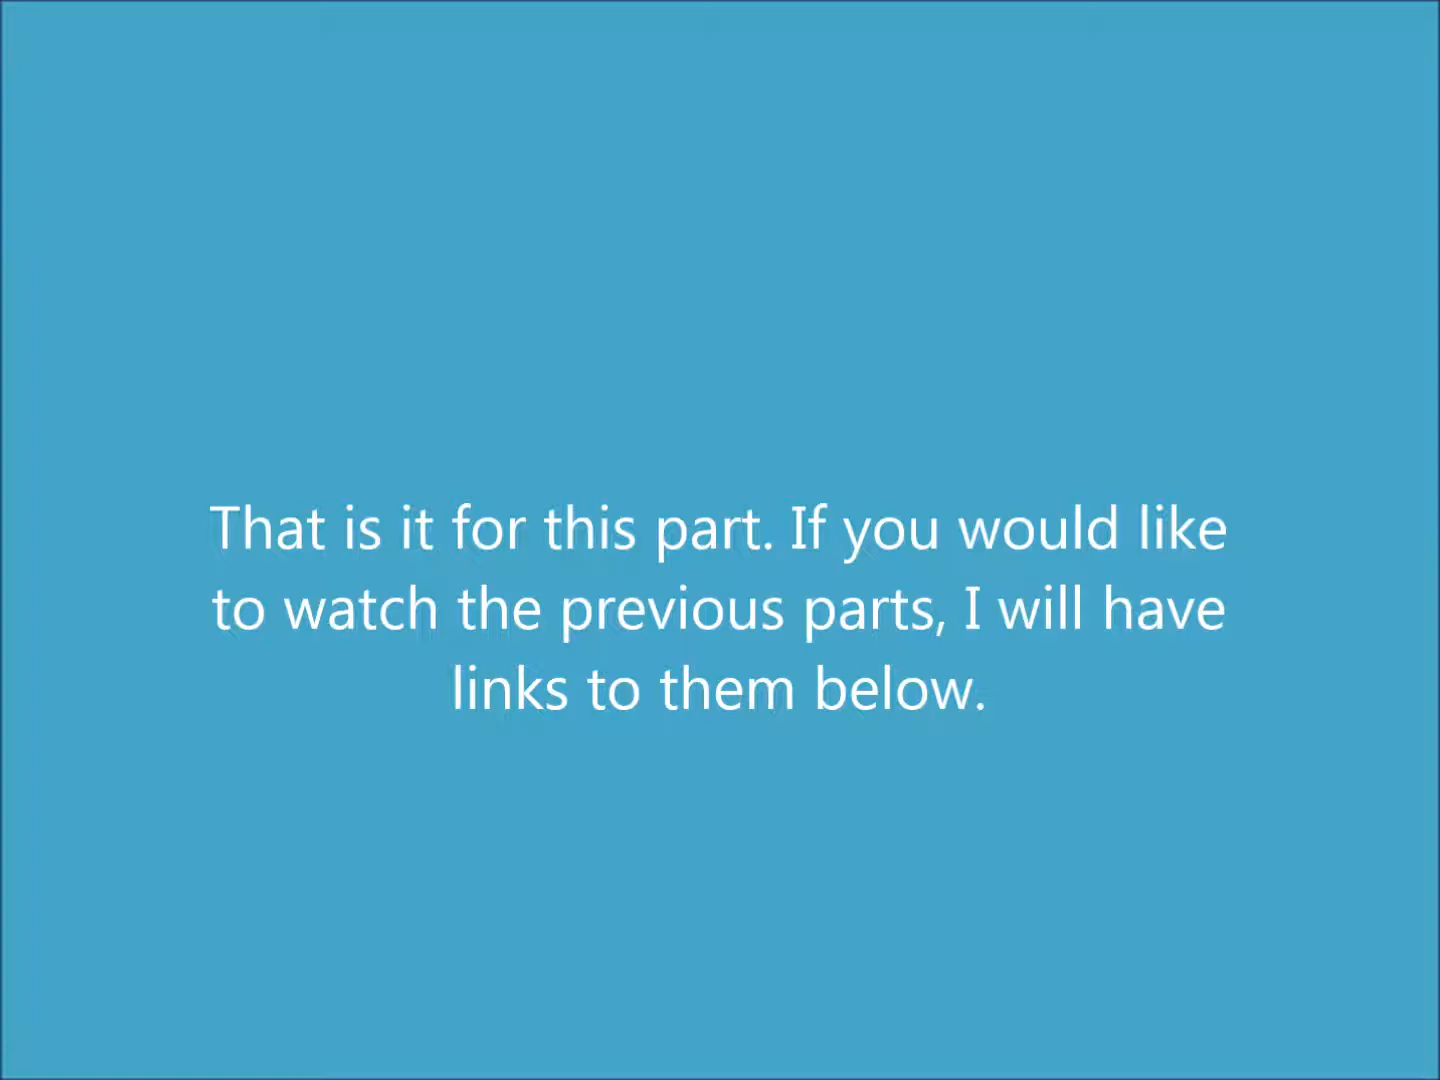 That is it for this part. If you would like
to watch the previous parts, I will have
links to them below.